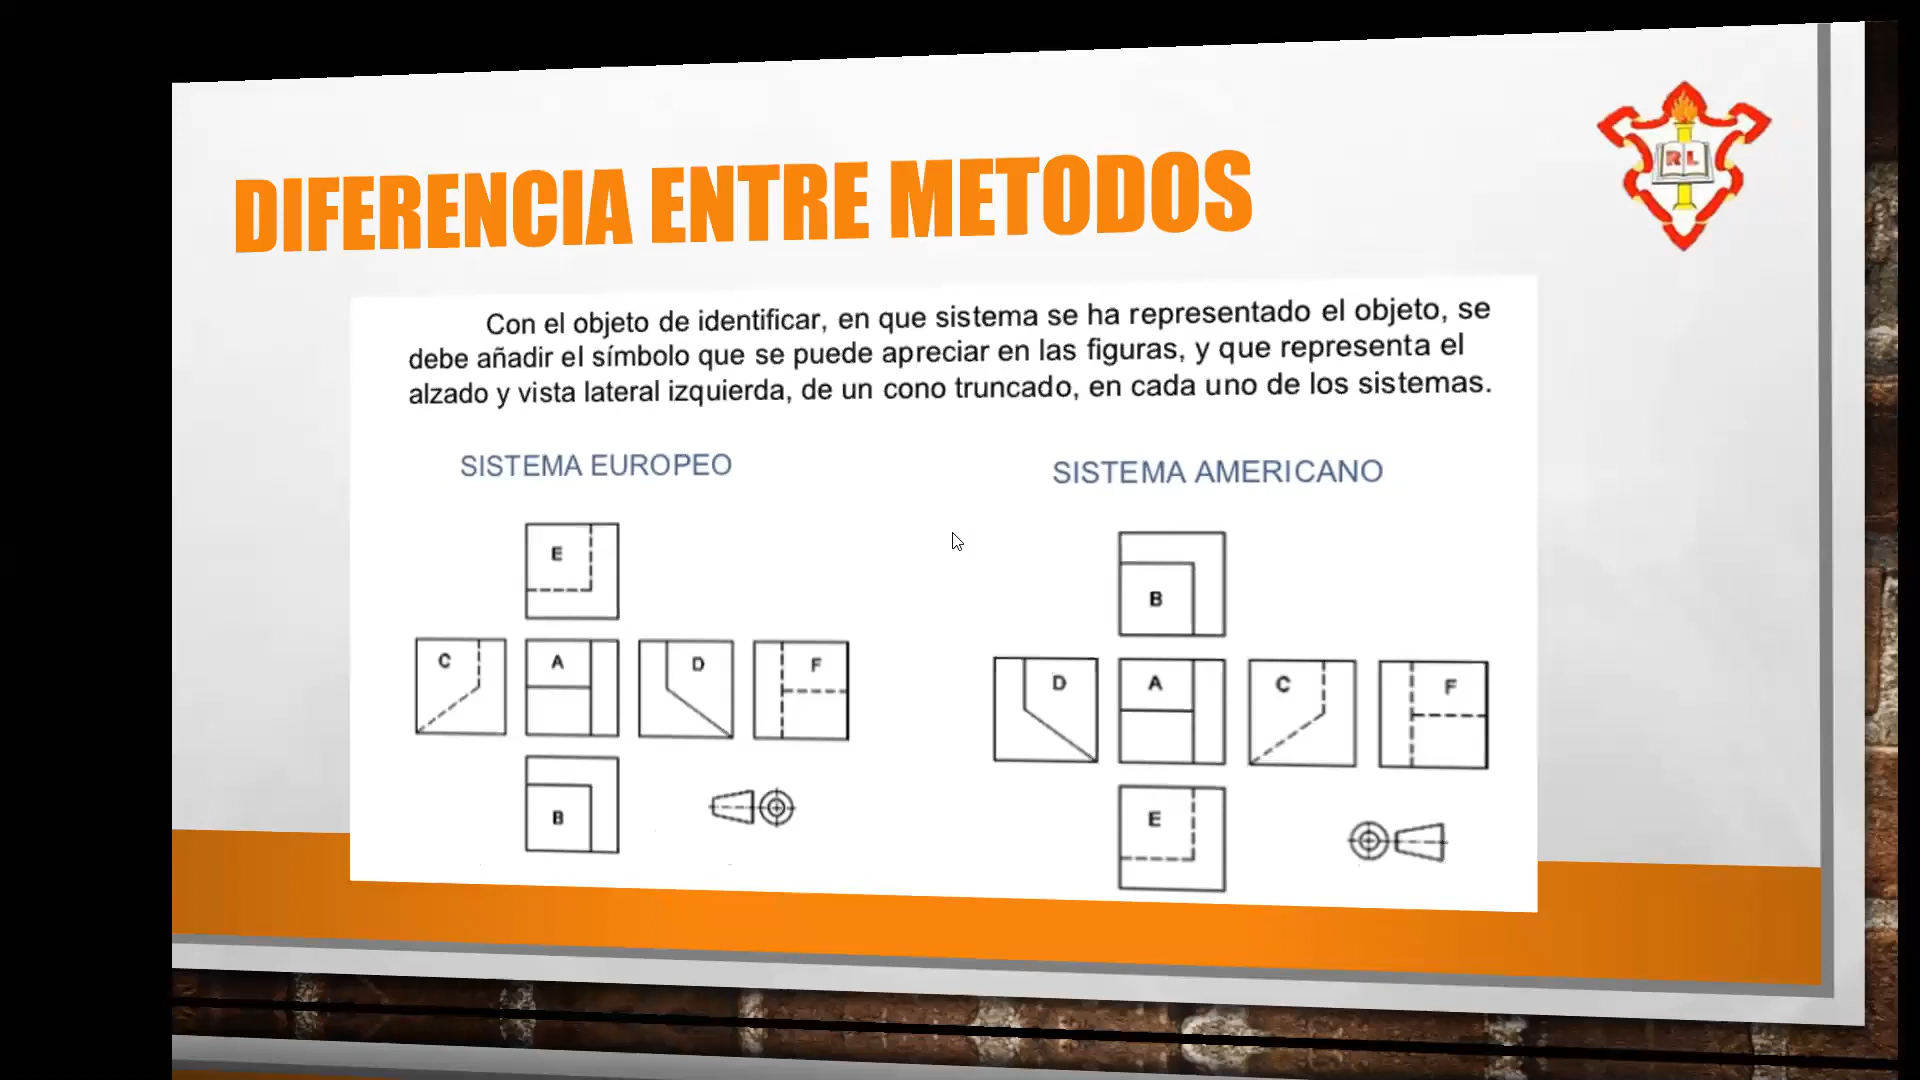 DIFERENCIA ENTRE METODOS
RL
Con el objeto de identificar, en que sistema se ha representado el objeto, se
debe añadir el símbolo que se puede apreciar en las figuras, y que representa el
alzado y vista lateral izquierda, de un cono truncado, en cada uno de los sistemas.
SISTEMA EUROPEO
E
C A D F
B
SISTEMA AMERICANO
B
D A C F
E